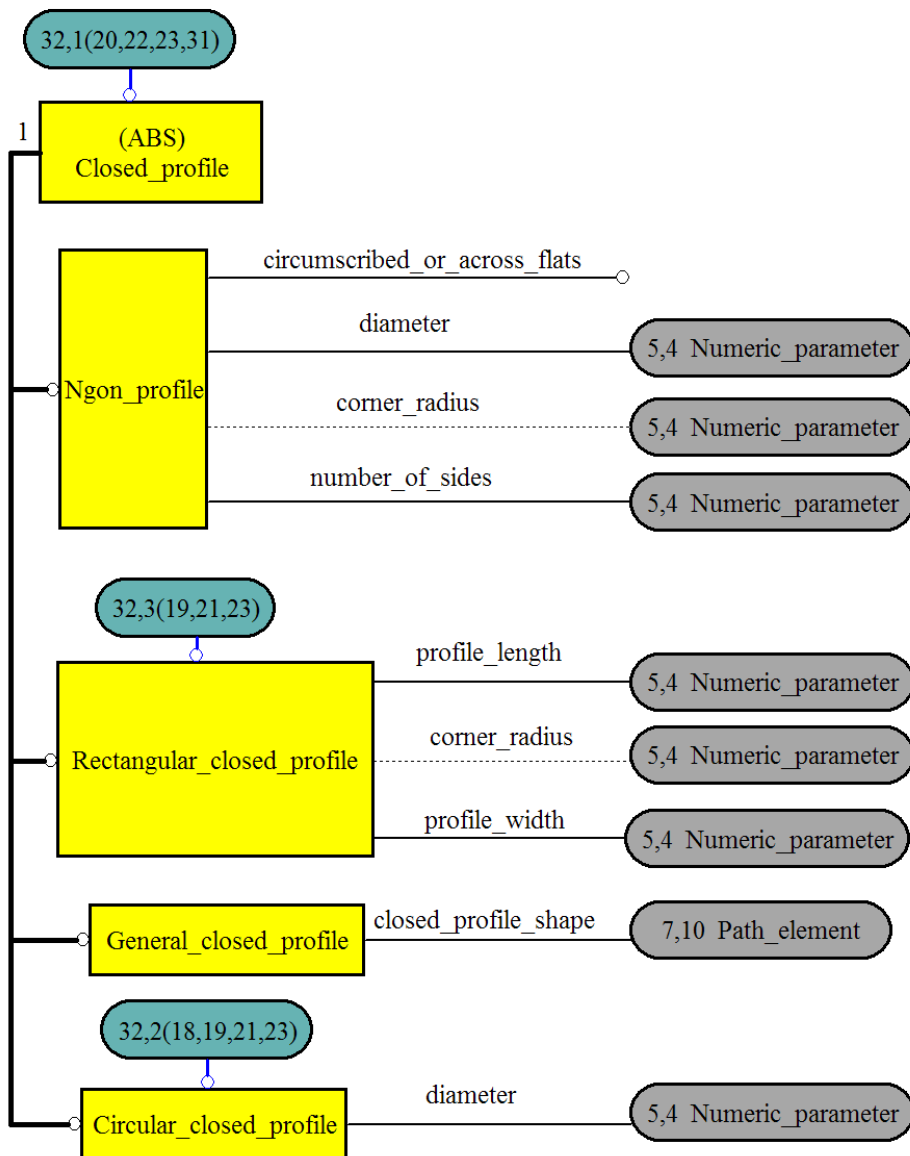 32,1(20,22,23,31)
1
(ABS)
Closed_profile
circumscribed_or_across_flats
diameter
5,4 Numeric_parameter
Ngon_profile
corner_radius
5,4 Numeric_parameter
number_of_sides
5,4 Numeric_parameter
32,3(19,21,23)
profile_length
5,4 Numeric_parameter
Rectangular_closed_profile
corner_radius
5,4 Numeric_parameter
profile_width
5,4 Numeric_parameter
General_closed_profile
closed_profile_shape
7,10 Path_element
32,2(18,19,21,23)
Circular_closed_profile
diameter
5,4 Numeric_parameter